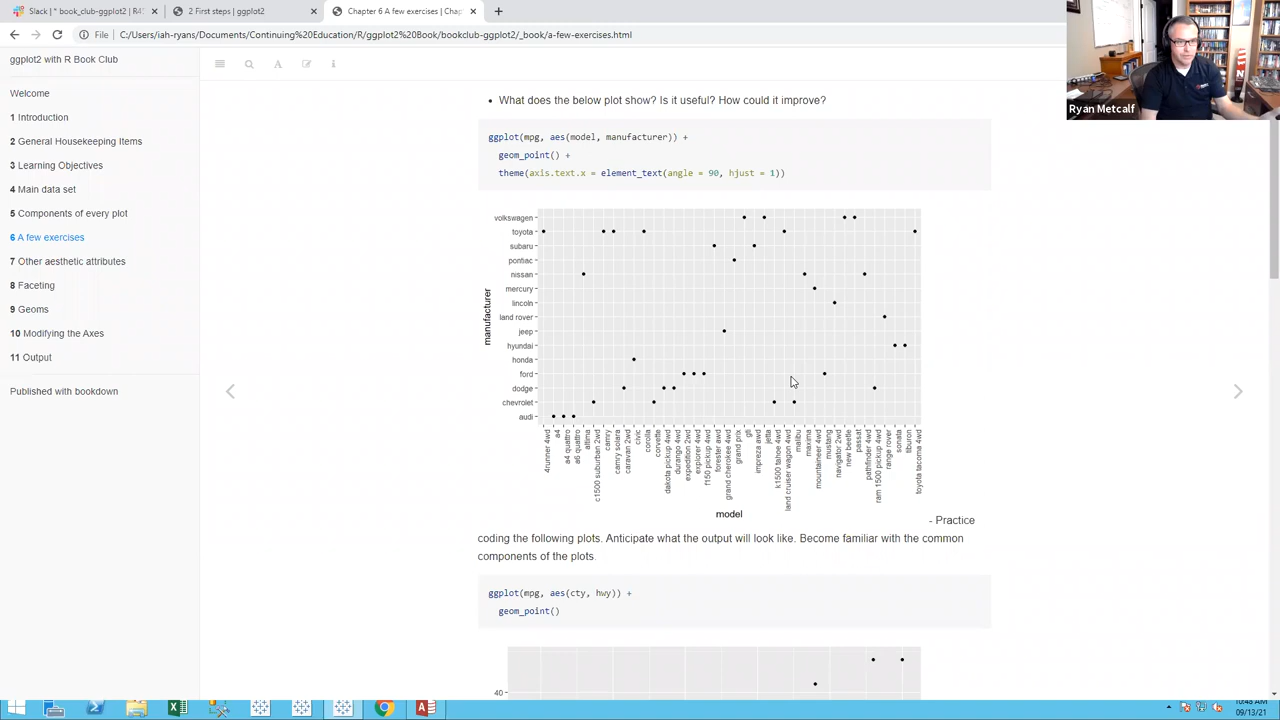 Slack | * book_club-ggplot2 | R4
2 First steps | ggplot2
Chapter 6 A few exercises | Chap
File
C:/Users/iah-ryans/Documents/Continuing%20Education/R/ggplot2%20Book/bookclub-ggplot2/_book/a-few-exercises.html
Ryan Metcalf
ggplot2 with R Book Club
Welcome
1 Introduction
2 General Housekeeping Items
3 Learning Objectives
4 Main data set
5 Components of every plot
6 A few exercises
7 Other aesthetic attributes
8 Faceting
9 Geoms
10 Modifying the Axes
11 Output
Published with bookdown
• What does the below plot show? Is it useful? How could it improve?
ggplot(mpg, aes(model, manufacturer)) +
geom_point() +
theme(axis.text.x = element_text(angle = 90, hjust = 1))
manufacturer
volkswagen
toyota
subaru
pontiac
nissan
mercury
lincoln
land rover
jeep
hyundai
honda
ford
dodge
chevrolet
audi
4runner 4wd
a4
a4 quattro
a6 quattro
altima
c1500 suburban 2wd
camry
camry solara
caravan 2wd
civic
corolla
corvette
dakota pickup 4wd
durango 4wd
expedition 2wd
explorer 4wd
f150 pickup 4wd
forester awd
grand cherokee 4wd
grand prix
gti
impreza awd
jetta
k1500 tahoe 4wd
land cruiser wagon 4wd
malibu
maxima
mountaineer 4wd
mustang
navigator 2wd
new beetle
passat
pathfinder 4wd
ram 1500 pickup 4wd
range rover
sonata
tiburon
toyota tacoma 4wd
model
- Practice
coding the following plots. Anticipate what the output will look like. Become familiar with the common
components of the plots.
ggplot(mpg, aes(cty, hwy)) +
geom_point()
40
10:48 AM
09/13/21